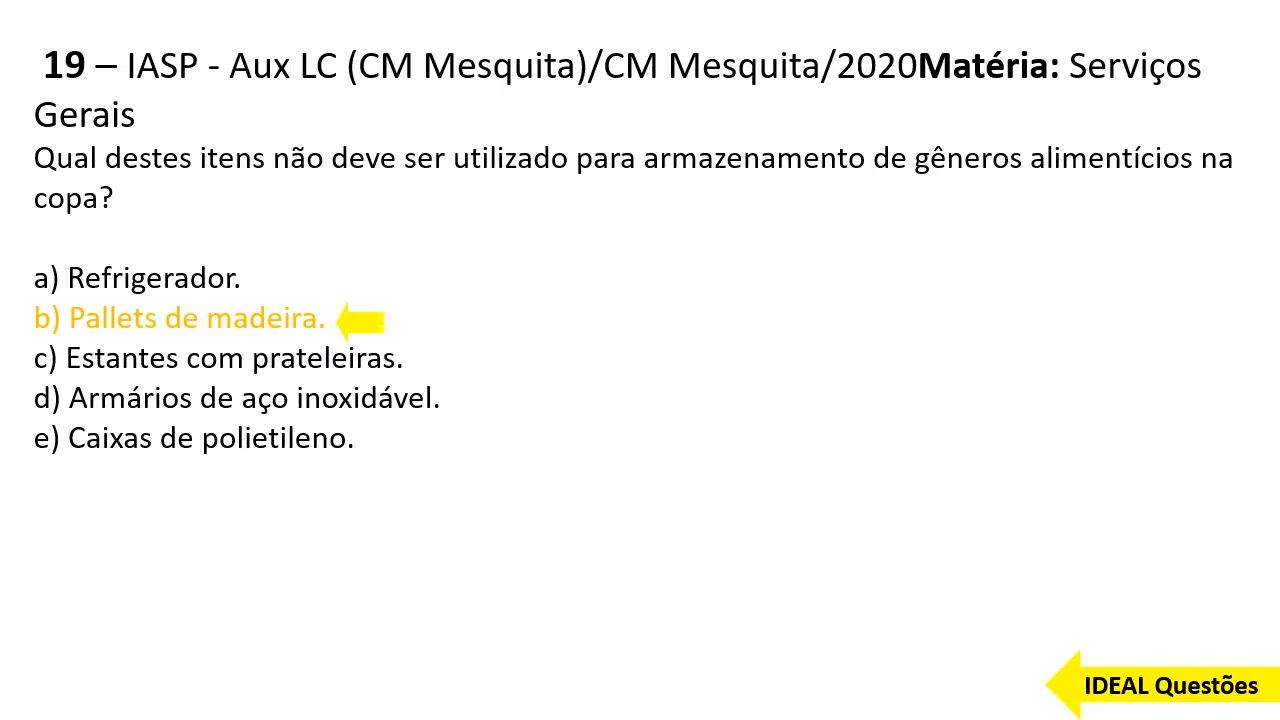 19 – IASP - Aux LC (CM Mesquita)/CM Mesquita/2020Matéria: Serviços
Gerais
Qual destes itens não deve ser utilizado para armazenamento de gêneros alimentícios na
copa?
a) Refrigerador.
b) Pallets de madeira.
c) Estantes com prateleiras.
d) Armários de aço inoxidável.
e) Caixas de polietileno.
IDEAL Questões